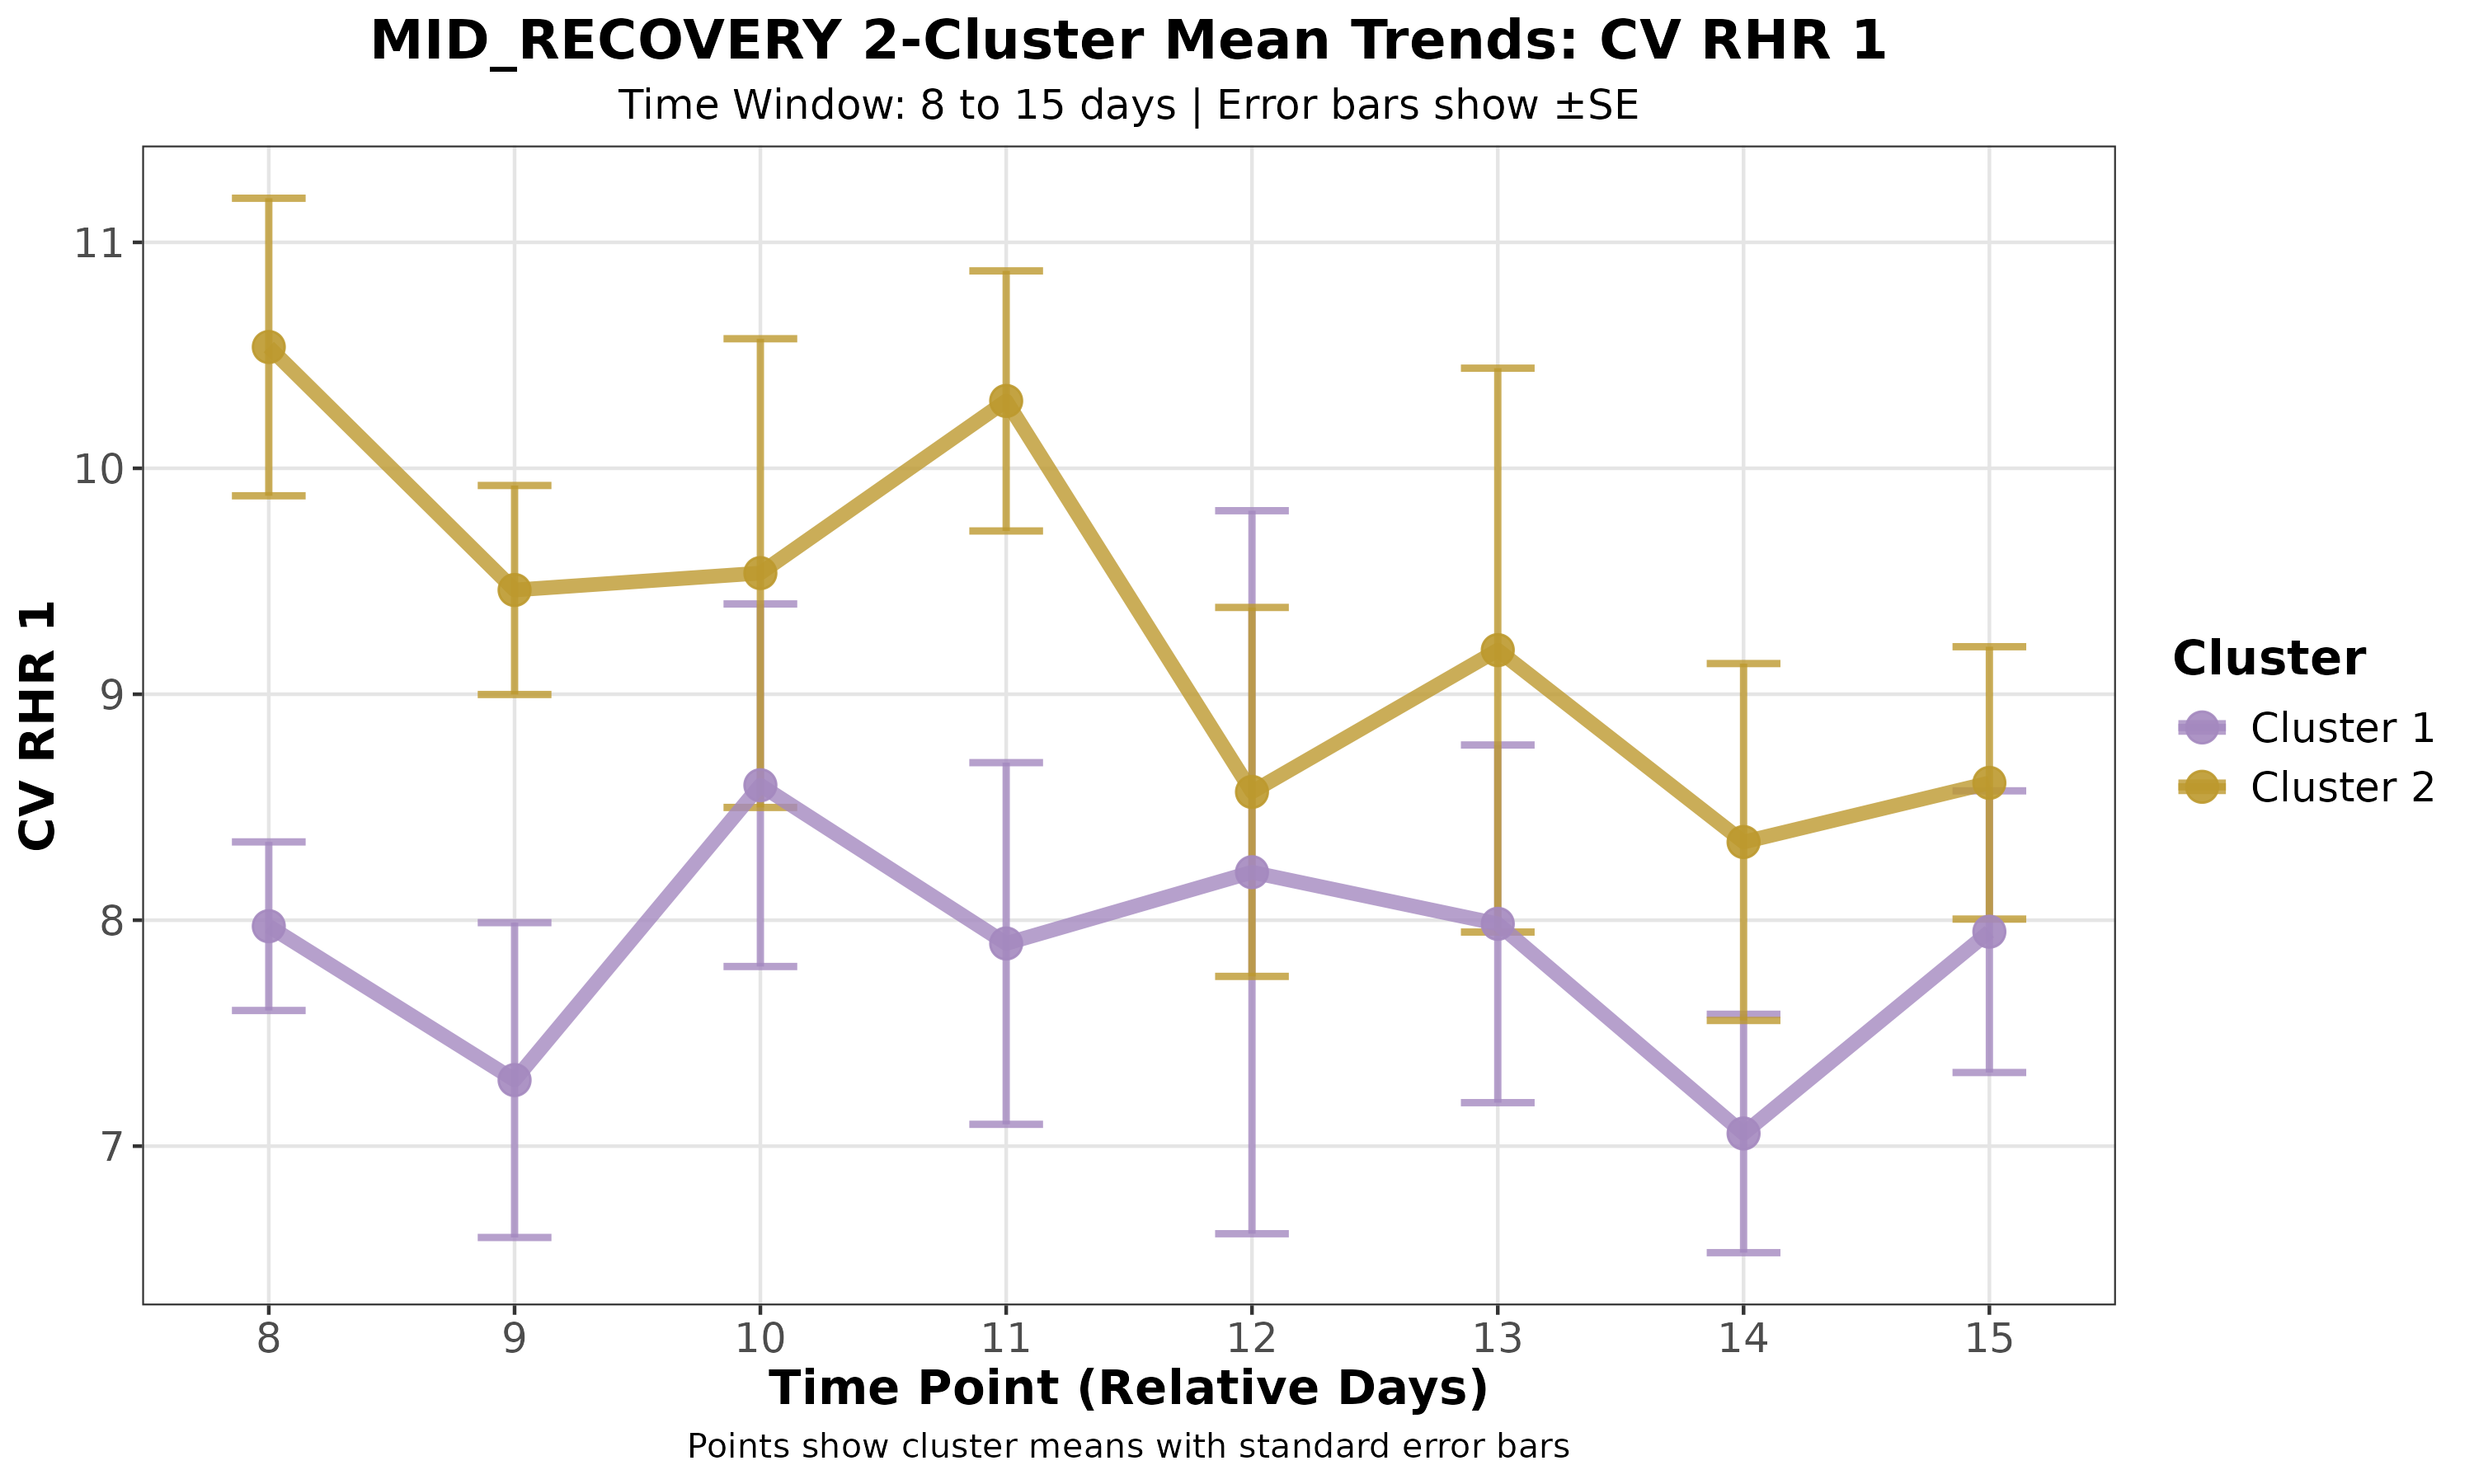 MID_RECOVERY 2-Cluster Mean Trends: CV RHR 1
Time Window: 8 to 15 days | Error bars show ±SE
11
10
9
8
7
CV RHR 1
8 9 10 11 12 13 14 15
Time Point (Relative Days)
Points show cluster means with standard error bars
Cluster
Cluster 1
Cluster 2